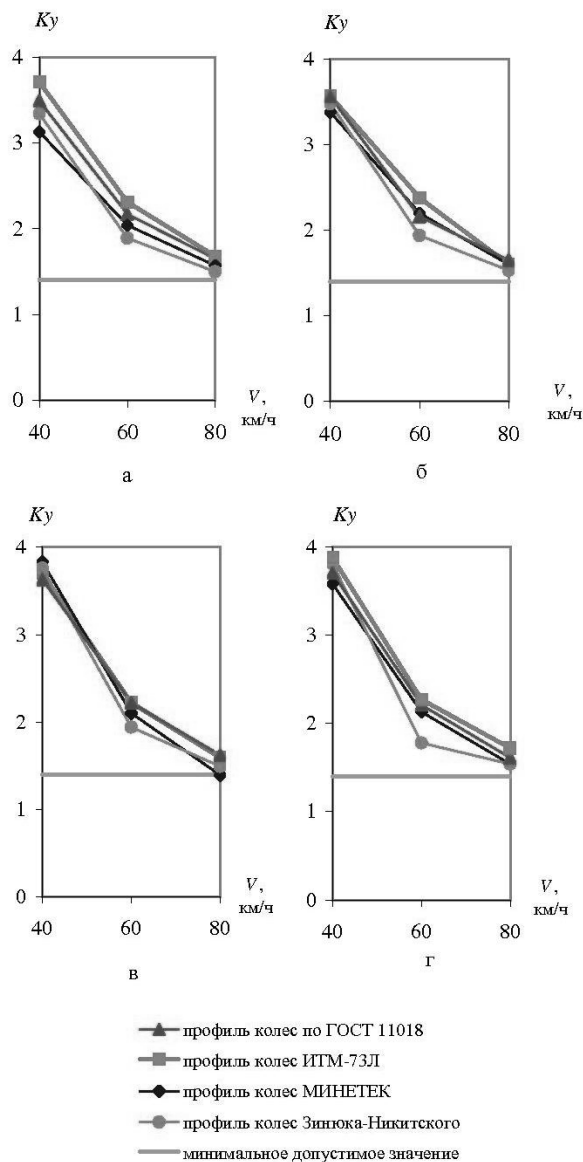 Ky
Ky
4
3
2
1
0
V,
км/ч
40 60 80
а
4
3
2
1
0
V,
км/ч
40 60 80
б
Ky
Ky
4
3
2
1
0
V,
км/ч
40 60 80
в
4
3
2
1
0
V,
км/ч
40 60 80
г
профиль колес по ГОСТ 11018
профиль колес ИТМ-73Л
профиль колес МИНЕТЕК
профиль колес Зинюка-Никитского
минимальное допустимое значение